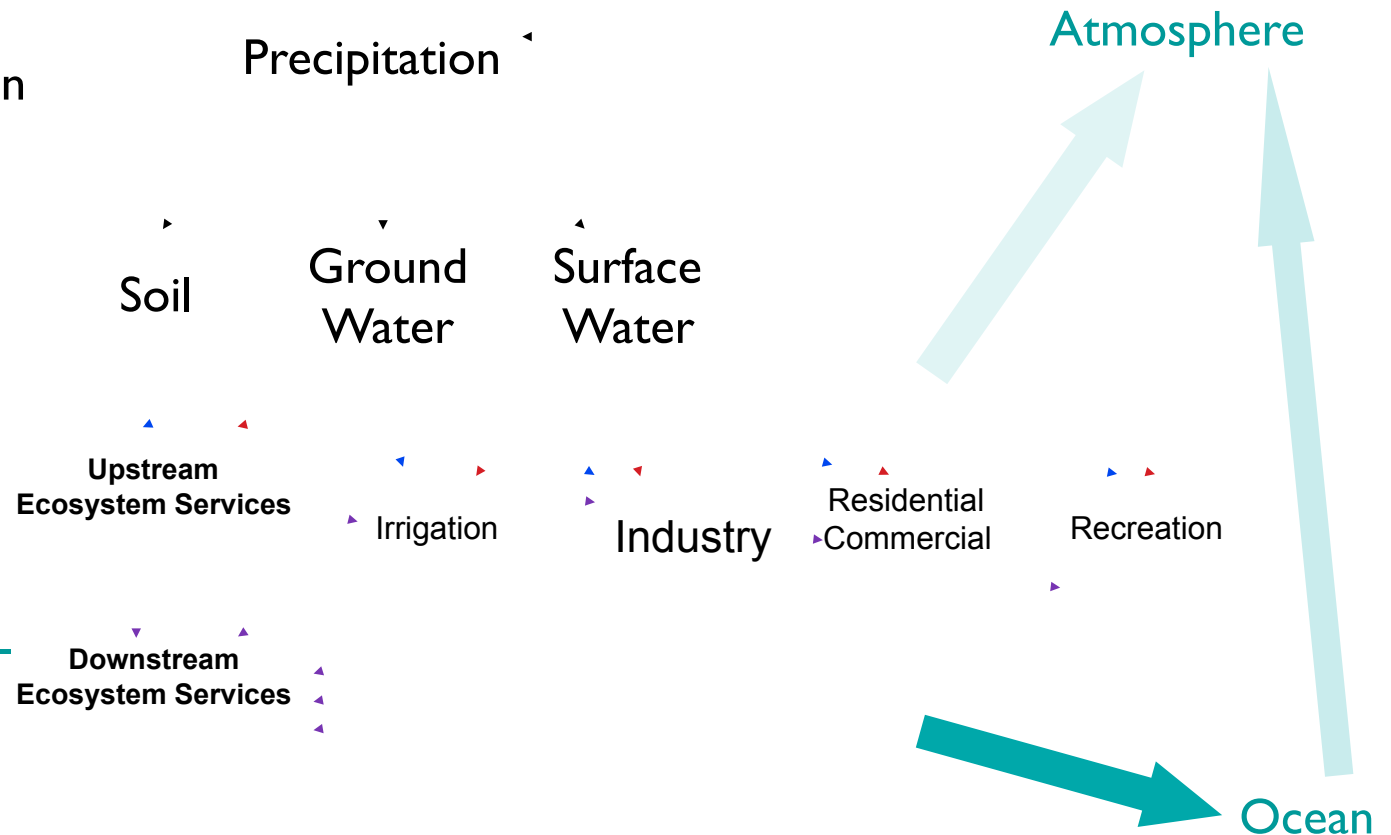 Atmosphere
Precipitation
n
Soil
Ground
Water
Surface
Water
Upstream
Ecosystem Services
Irrigation
Industry
Residential
Commercial
Recreation
Downstream
Ecosystem Services
Ocean